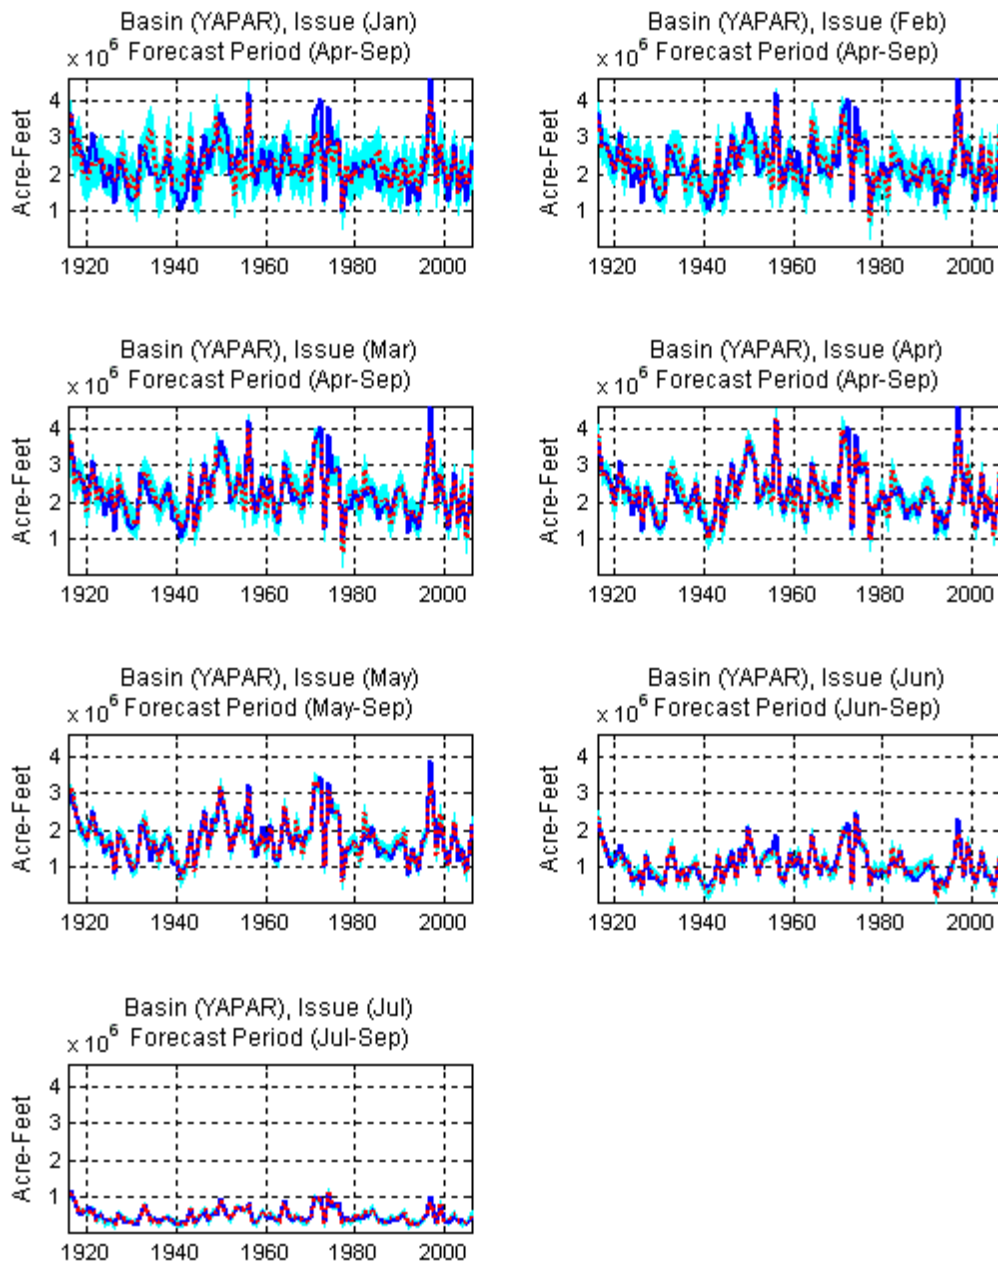 Basin (YAPAR), Issue (Jan)
x 10^6 Forecast Period (Apr-Sep)
Acre-Feet
4
3
2
1
1920 1940 1960 1980 2000
Basin (YAPAR), Issue (Feb)
x 10^6 Forecast Period (Apr-Sep)
Acre-Feet
4
3
2
1
1920 1940 1960 1980 2000
Basin (YAPAR), Issue (Mar)
x 10^6 Forecast Period (Apr-Sep)
Acre-Feet
4
3
2
1
1920 1940 1960 1980 2000
Basin (YAPAR), Issue (Apr)
x 10^6 Forecast Period (Apr-Sep)
Acre-Feet
4
3
2
1
1920 1940 1960 1980 2000
Basin (YAPAR), Issue (May)
x 10^6 Forecast Period (May-Sep)
Acre-Feet
4
3
2
1
1920 1940 1960 1980 2000
Basin (YAPAR), Issue (Jun)
x 10^6 Forecast Period (Jun-Sep)
Acre-Feet
4
3
2
1
1920 1940 1960 1980 2000
Basin (YAPAR), Issue (Jul)
x 10^6 Forecast Period (Jul-Sep)
Acre-Feet
4
3
2
1
1920 1940 1960 1980 2000